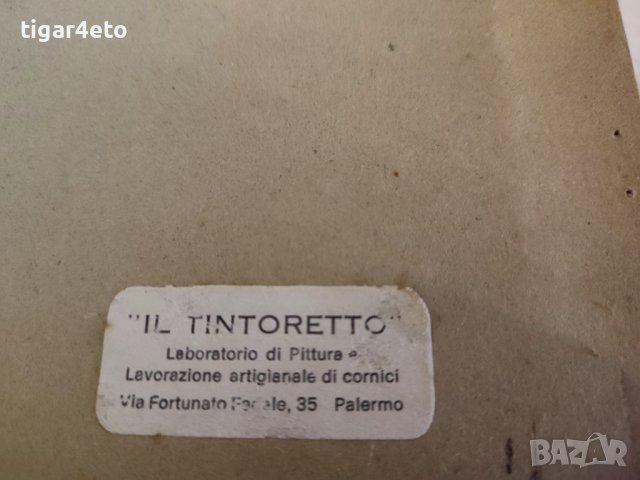 tigar4eto
"IL TINTORETTO"
Laboratorio di Pittura e
Lavorazione artigianale di cornici
Via Fortunato 35 Palermo
BAZAR